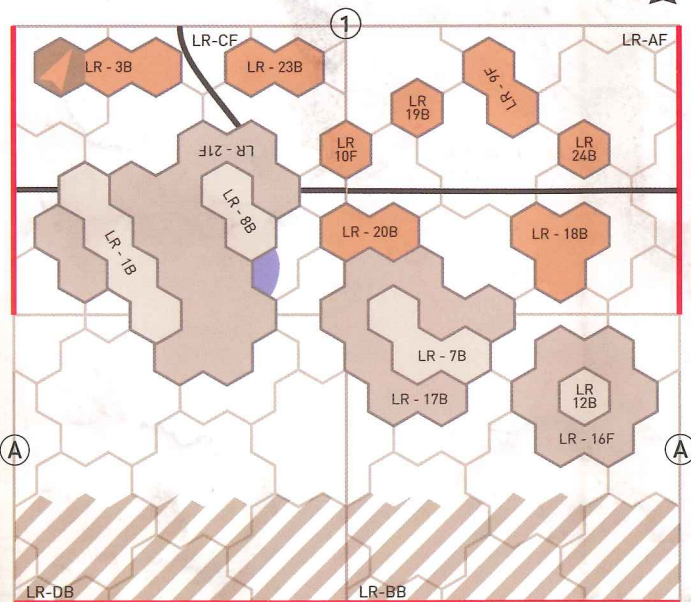 1
LR-CF
LR-AF
LR - 3B
LR - 23B
LR - 9F
LR
19B
LR
10F
LR
24B
LR - 21F
LR - 8B
LR - 1B
LR - 20B
LR - 18B
LR - 7B
LR
12B
LR - 17B
LR - 16F
A
A
LR-DB
LR-BB